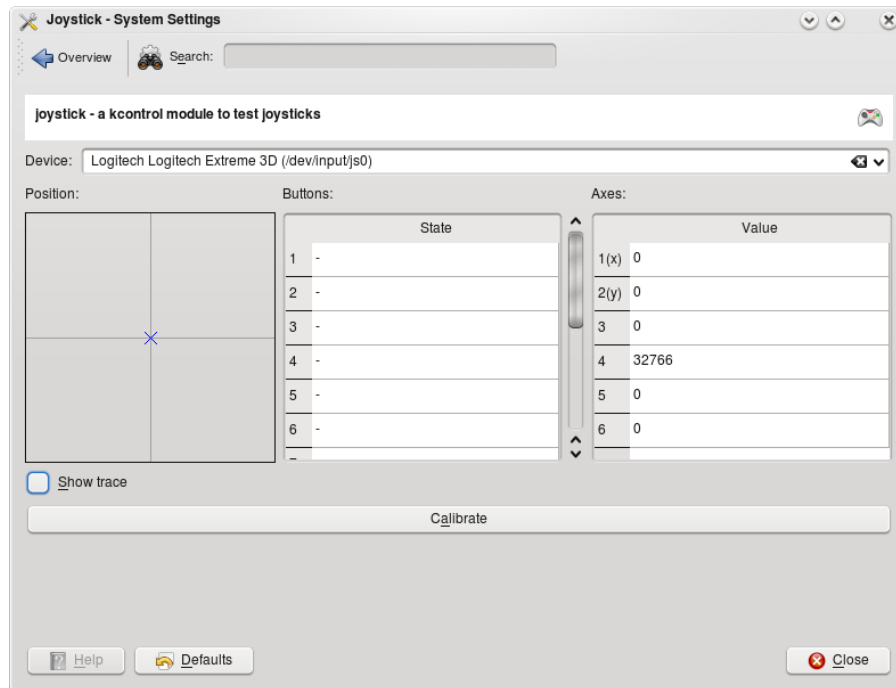 Joystick - System Settings
Overview Search:
joystick - a kcontrol module to test joysticks
Device: Logitech Logitech Extreme 3D (/dev/input/js0)
Position: Buttons: Axes:
State Value
1 - 1(x) 0
2 - 2(y) 0
3 - 3 0
4 - 4 32766
5 - 5 0
6 - 6 0
Show trace
Calibrate
Help Defaults Close